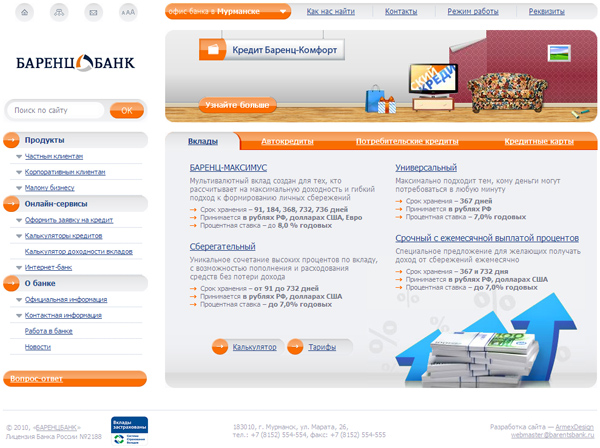 офис банка в Мурманске
Как нас найти
Контакты
Режим работы
Реквизиты
БАРЕНЦ БАНК
Поиск по сайту
ОК
Продукты
Частным клиентам
Корпоративным клиентам
Малому бизнесу
Онлайн-сервисы
Оформить заявку на кредит
Калькуляторы кредитов
Калькулятор доходности вкладов
Интернет-банк
О банке
Официальная информация
Контактная информация
Работа в банке
Новости
Вопрос-ответ
Кредит Баренц-Комфорт
Узнайте больше
Вклады
Автокредиты
Потребительские кредиты
Кредитные карты
БАРЕНЦ-МАКСИМУС
Мультивалютный вклад создан для тех, кто
рассчитывает на максимальную доходность и гибкий
подход к формированию личных сбережений.
Срок хранения – 91, 184, 368, 732, 736 дней
Принимается в рублях РФ, долларах США, Евро
Процентная ставка – до 8,0 % годовых
Сберегательный
Уникальное сочетание высоких процентов по вкладу,
с возможностью пополнения и расходования
средств без потери дохода
Срок хранения – от 91 до 732 дней
Принимается в рублях РФ, долларах США
Процентная ставка – до 7,0% годовых
Универсальный
Максимально подходит тем, кому деньги могут
потребоваться в любую минуту
Срок хранения – 367 дней
Принимается в рублях РФ
Процентная ставка – 7,0% годовых
Срочный с ежемесячной выплатой процентов
Специальное предложение для желающих получать
доход от сбережений ежемесячно
Срок хранения – 367 и 732 дня
Принимается в рублях РФ, долларах США
Процентная ставка – до 7,0% годовых
Калькулятор
Тарифы
© 2010, «БАРЕНЦБАНК»
Лицензия Банка России №2188
Вклады
застрахованы
183010, г. Мурманск, ул. Марата, 26,
тел.: +7 (8152) 554-554, факс: +7 (8152) 554-555
Разработка сайта — ArmexDesign
webmaster@barentsbank.ru